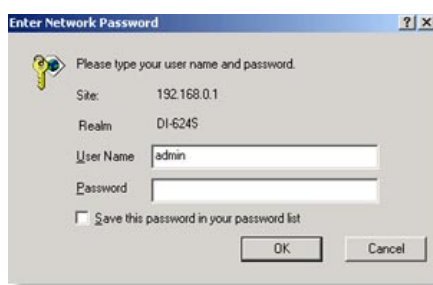 Enter Network Password
Please type your user name and password.
Site: 192.168.0.1
Realm DI-624S
User Name admin
Password
Save this password in your password list
OK Cancel